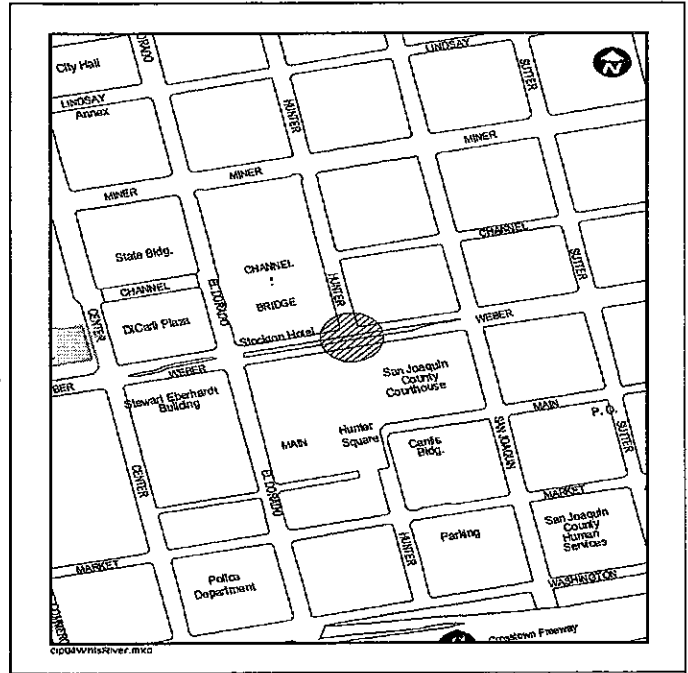 LINDSAY
City Hall
SUTTER
N
LINDSAY
Annex
HUNTER
MINER
MINER
MINER
State Bldg.
CHANNEL
CHANNEL
SUTTER
CHANNEL
HUNTER
EL DORADO
BRIDGE
CENTER
DiCarli Plaza
WEBER
Stockton Hotel
WEBER
San Joaquin
County
Courthouse
Stewart Eberhardt
Building
MAIN
P. O.
Hunter
Square
MAIN
Canlis
Bldg.
SAN JOAQUIN
SUTTER
CENTER
EL DORADO
MARKET
San Joaquin
County
Human
Services
Parking
HUNTER
MARKET
Police
Department
WASHINGTON
Crosstown Freeway